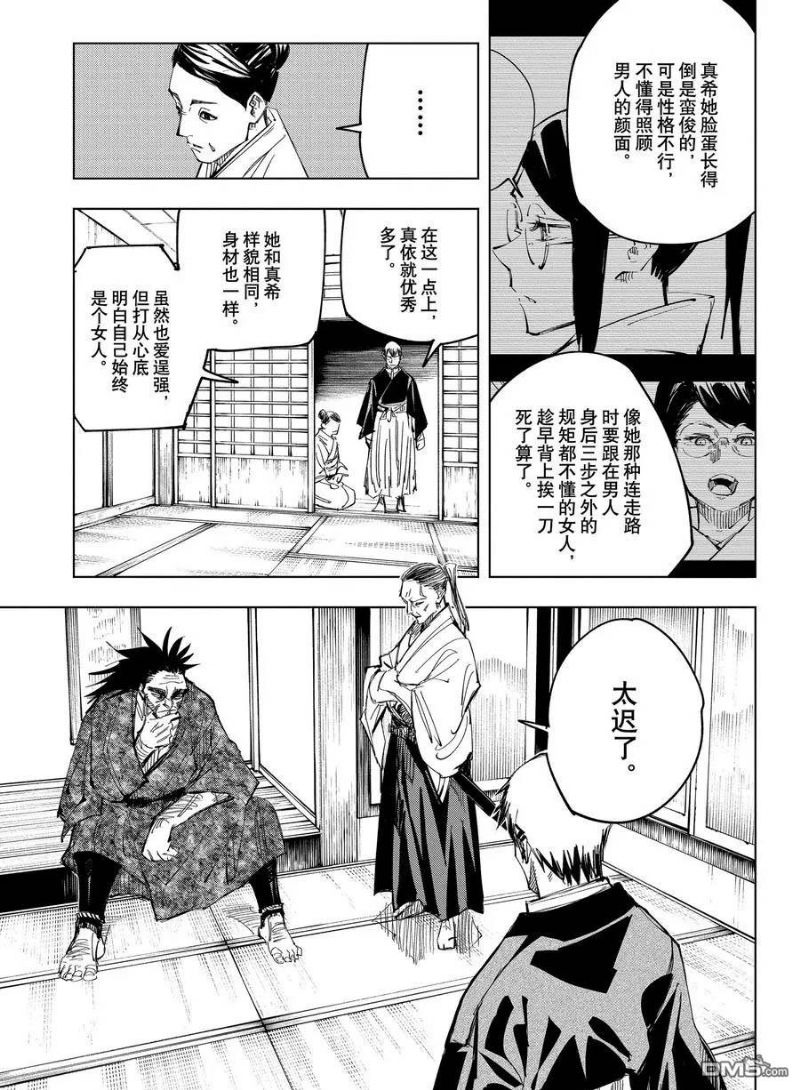 真希她脸蛋长得
倒是蛮俊的，
可是性格不行，
不懂得照顾
男人的颜面。
像她那种连走路
时要跟在男人
身后三步之外的
规矩都不懂的女人，
趁早背上挨一刀
死了算了。
……
在这一点上，
真依就优秀
多了。
她和真希
样貌相同，
身材也一样。
虽然也爱逞强，
但打从心底
明白自己始终
是个女人。
太迟了。
DM5.com